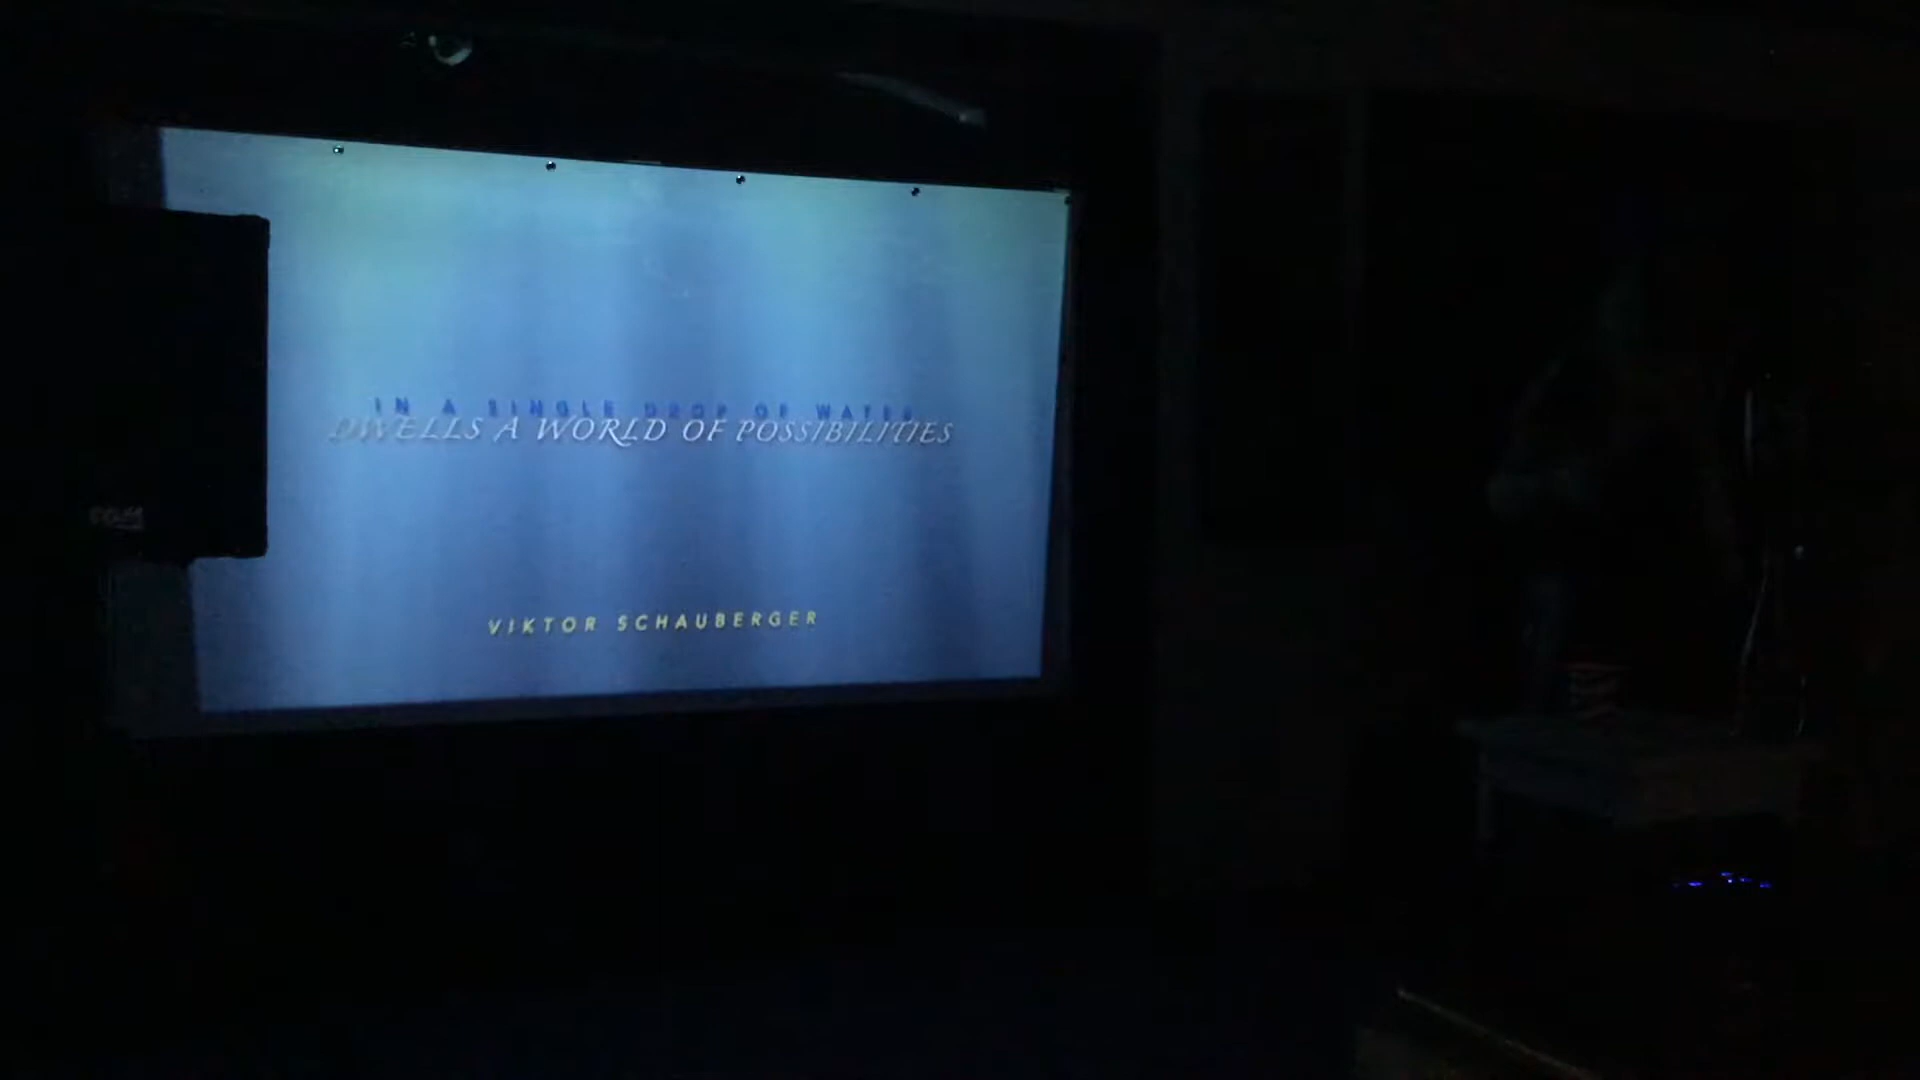 IN A SINGLE DROP OF WATER
DWELLS A WORLD OF POSSIBILITIES
VIKTOR SCHAUBERGER